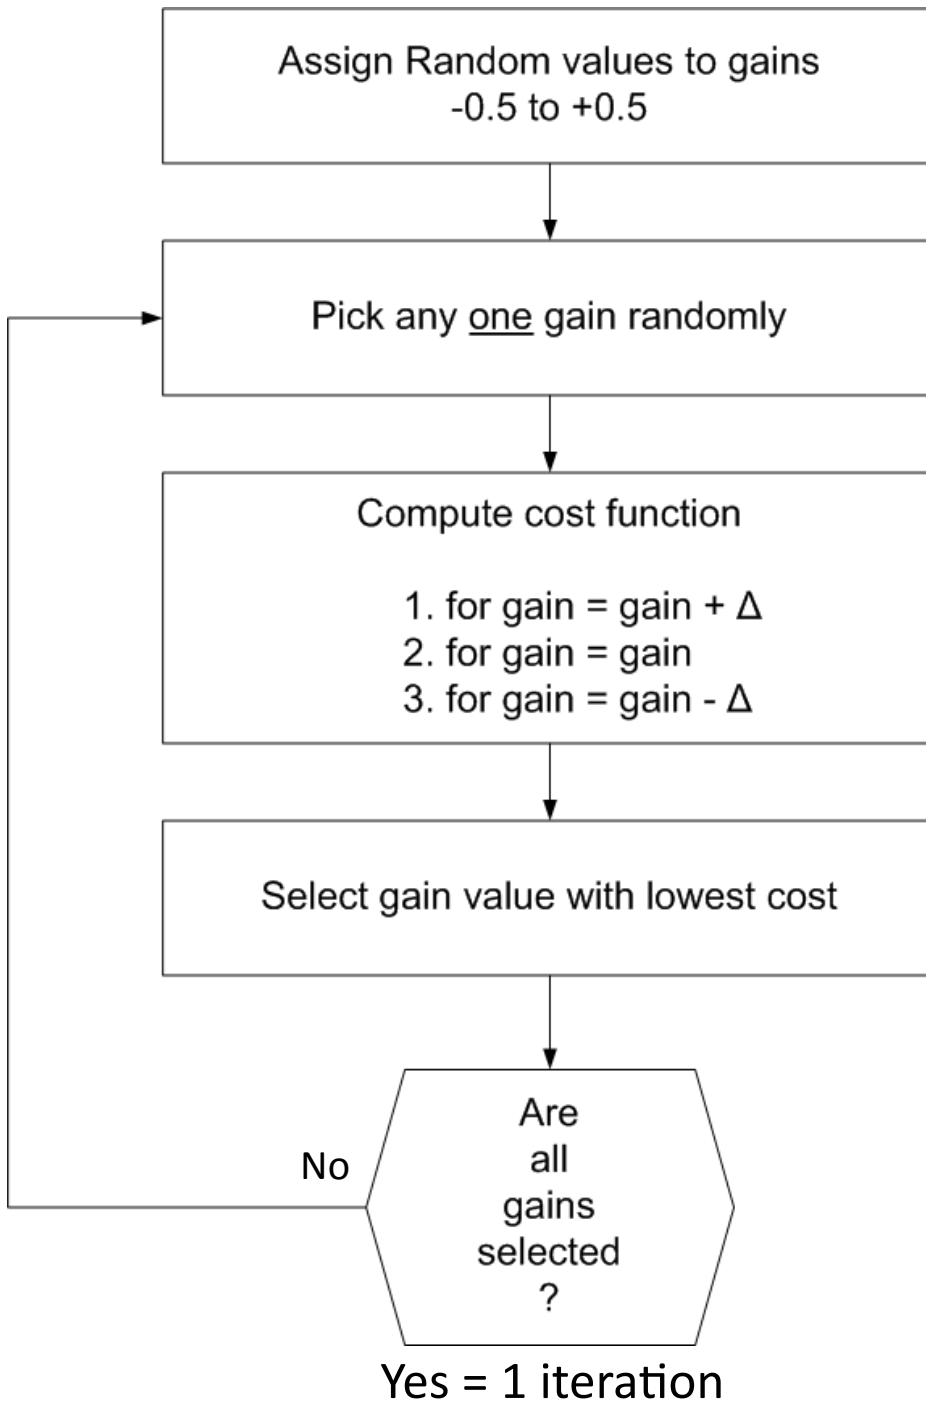 Assign Random values to gains
-0.5 to +0.5
Pick any one gain randomly
Compute cost function
1. for gain = gain + Δ
2. for gain = gain
3. for gain = gain - Δ
Select gain value with lowest cost
No
Are
all
gains
selected
?
Yes = 1 iteration